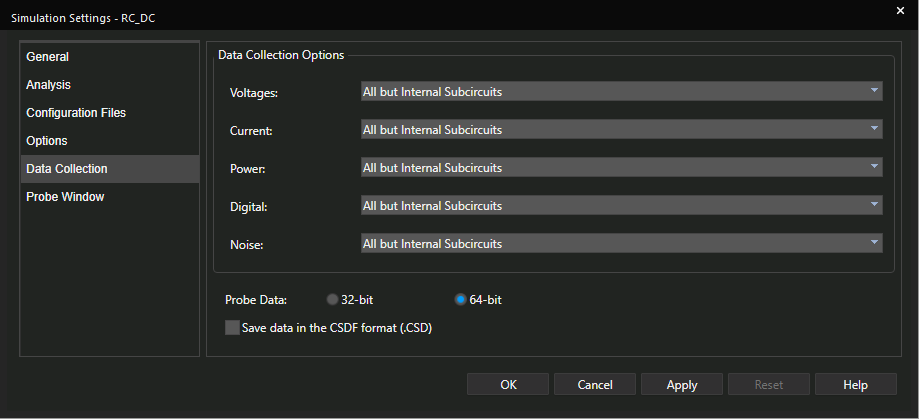 Simulation Settings - RC_DC
General
Analysis
Configuration Files
Options
Data Collection
Probe Window
Data Collection Options
Voltages: All but Internal Subcircuits
Current: All but Internal Subcircuits
Power: All but Internal Subcircuits
Digital: All but Internal Subcircuits
Noise: All but Internal Subcircuits
Probe Data: 32-bit 64-bit
Save data in the CSDF format (.CSD)
OK Cancel Apply Reset Help